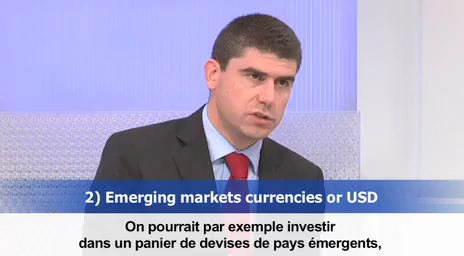 2) Emerging markets currencies or USD
On pourrait par exemple investir
dans un panier de devises de pays émergents,